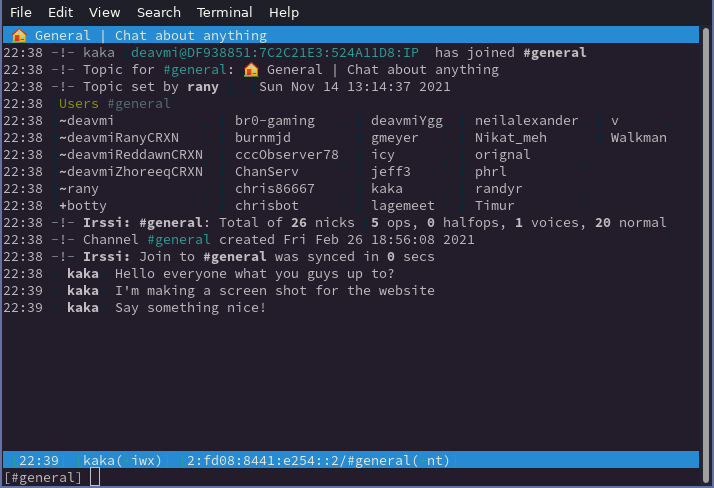 File Edit View Search Terminal Help
🏠 General | Chat about anything
22:38 -!- kaka deavmi@DF938851:7C2C21E3:524A11D8:IP has joined #general
22:38 -!- Topic for #general: 🏠 General | Chat about anything
22:38 -!- Topic set by rany Sun Nov 14 13:14:37 2021
22:38 Users #general
22:38 ~deavmi br0-gaming deavmiYgg neilalexander v
22:38 ~deavmiRanyCRXN burnmjd gmeyer Nikat_meh Walkman
22:38 ~deavmiReddawnCRXN cccObserver78 icy orignal
22:38 ~deavmiZhoreeqCRXN ChanServ jeff3 phrl
22:38 ~rany chris86667 kaka randyr
22:38 +botty chrisbot lagemeet Timur
22:38 -!- Irssi: #general: Total of 26 nicks 5 ops, 0 halfops, 1 voices, 20 normal
22:38 -!- Channel #general created Fri Feb 26 18:56:08 2021
22:38 -!- Irssi: Join to #general was synced in 0 secs
22:38 kaka Hello everyone what you guys up to?
22:39 kaka I'm making a screen shot for the website
22:39 kaka Say something nice!
22:39 kaka( iwx) 2:fd08:8441:e254::2/#general( nt)
[#general]